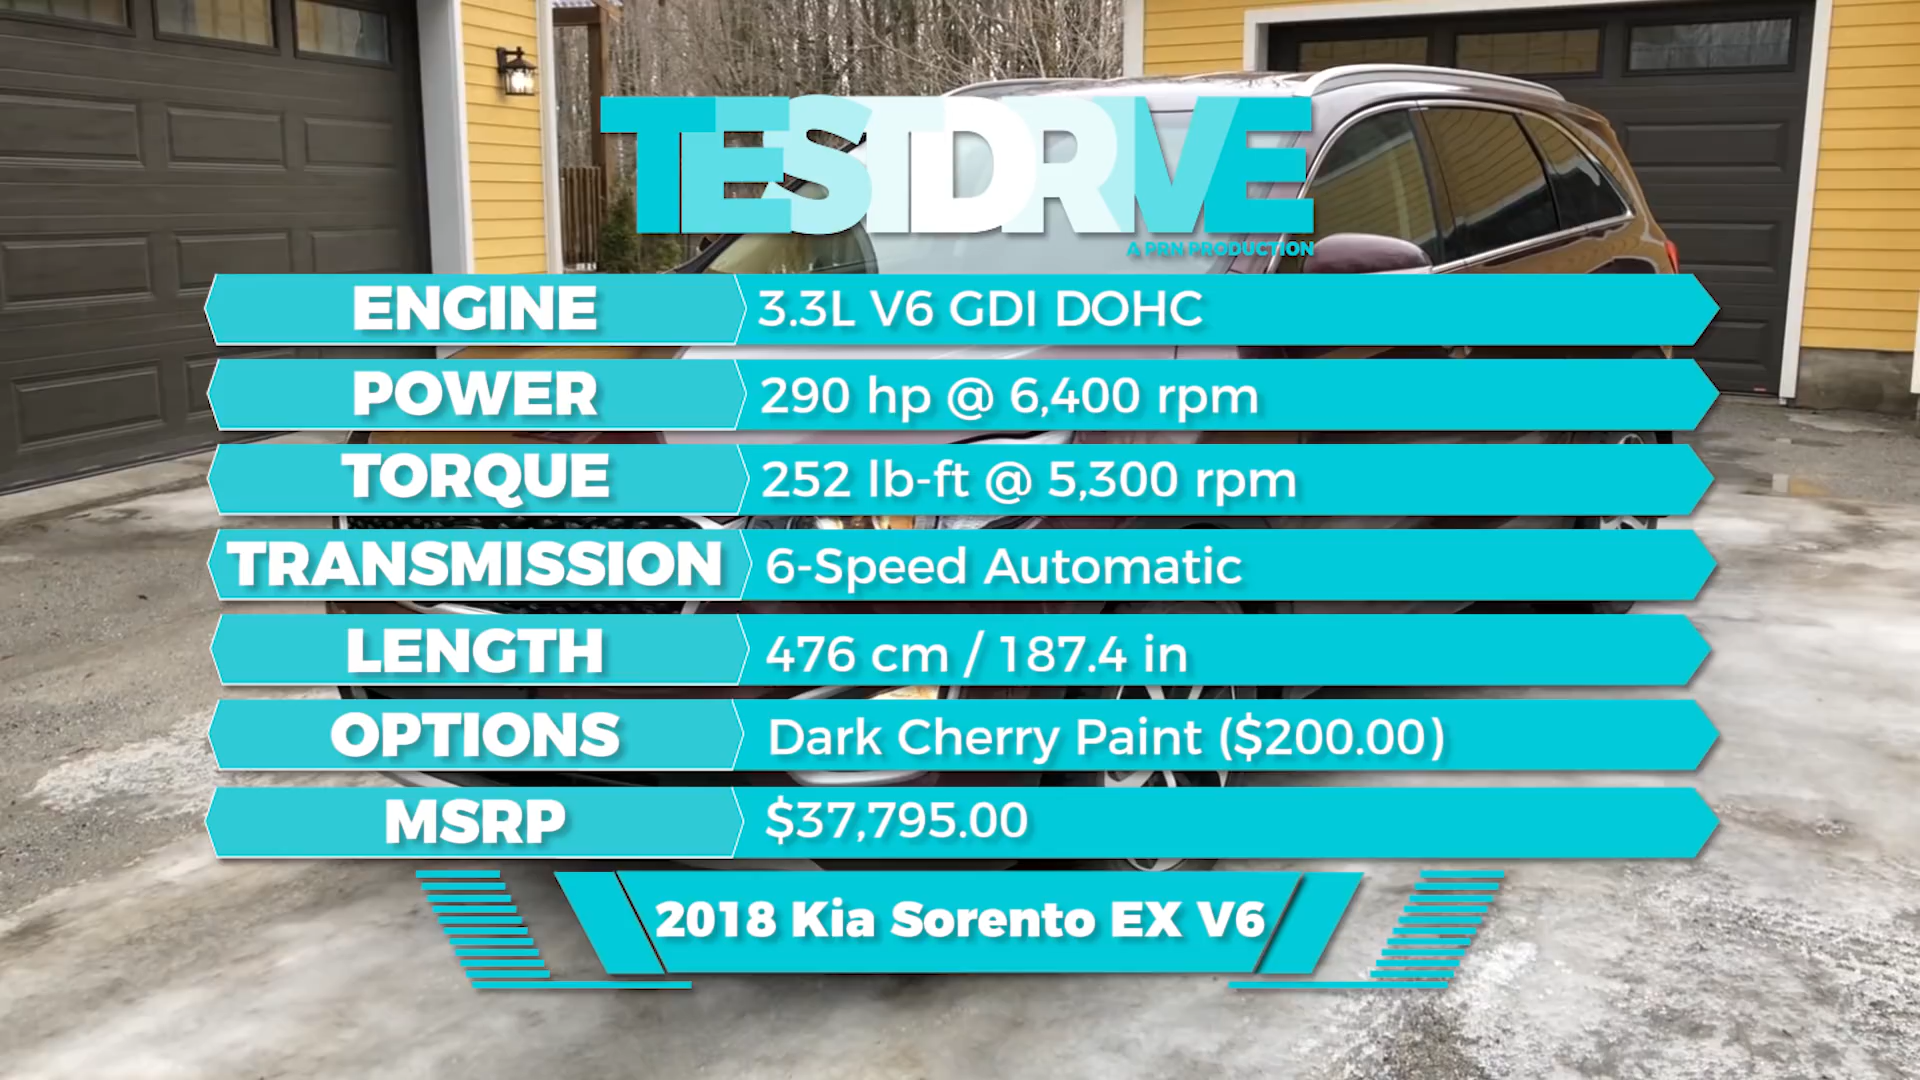 TESTDRIVE
A PRN PRODUCTION
ENGINE 3.3L V6 GDI DOHC
POWER 290 hp @ 6,400 rpm
TORQUE 252 lb-ft @ 5,300 rpm
TRANSMISSION 6-Speed Automatic
LENGTH 476 cm / 187.4 in
OPTIONS Dark Cherry Paint ($200.00)
MSRP $37,795.00
2018 Kia Sorento EX V6